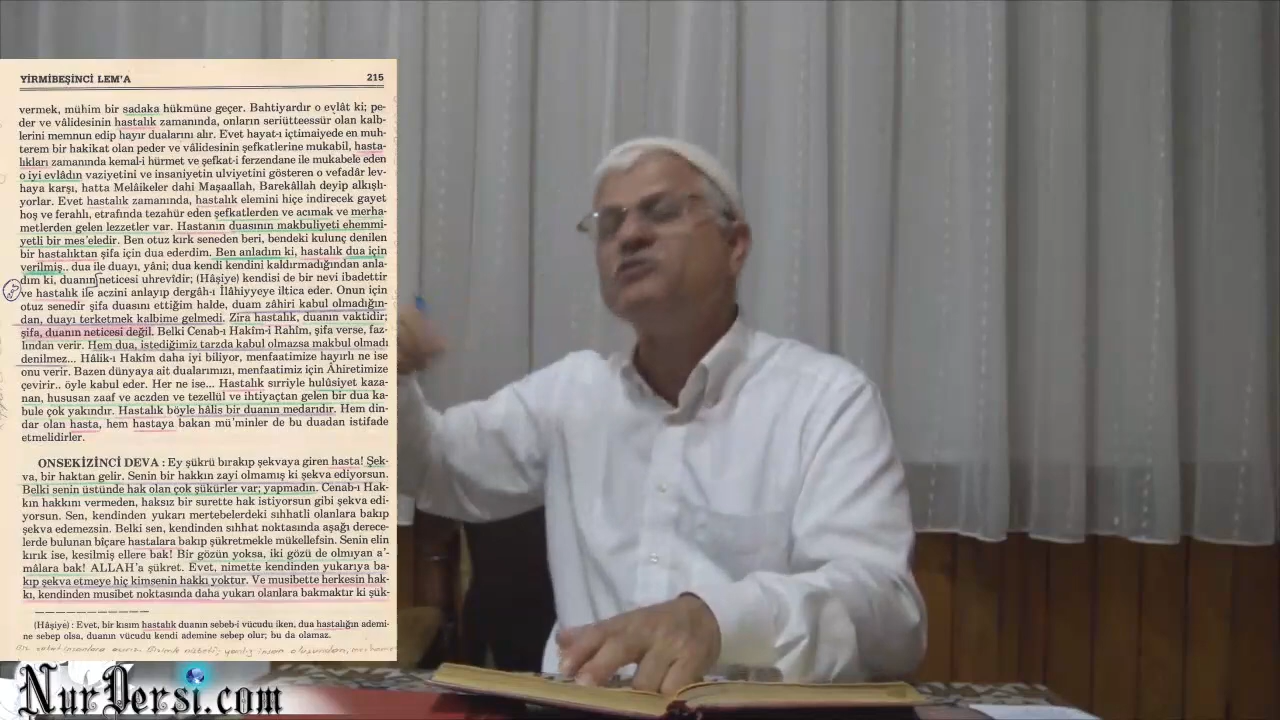 YİRMİBEŞİNCİ LEM'A 215
vermek, mühim bir sadaka hükmüne geçer. Bahtiyardır o evlât ki; pe-
der ve vâlidesinin hastalık zamanında, onların seriütteessür olan kalb-
lerini memnun edip hayır dualarını alır. Evet hayat-ı içtimaiyede en muh-
terem bir hakikat olan peder ve vâlidesinin şefkatlerine mukabil, hasta-
lıkları zamanında kemal-i hürmet ve şefkat-i ferzendane ile mukabele eden
o iyi evlâdın vaziyetini ve insaniyetin ulviyetini gösteren o vefadâr lev-
haya karşı, hatta Melâikeler dahi Maşaallah, Barekâllah deyip alkışlı-
yorlar. Evet hastalık zamanında, hastalık elemini hiçe indirecek gayet
hoş ve ferahlı, etrafında tezahür eden şefkatlerden ve acımak ve merha-
metlerden gelen lezzetler var. Hastanın duasının makbuliyeti ehemmi-
yetli bir mes'eledir. Ben otuz kırk seneden beri, bendeki kulunç denilen
bir hastalıktan şifa için dua ederdim. Ben anladım ki, hastalık dua için
verilmiş.. dua ile duayı, yâni; dua kendi kendini kaldırmadığından anla-
dım ki, duanın neticesi uhrevîdir; (Hâşiye) kendisi de bir nevi ibadettir
ve hastalık ile aczini anlayıp dergâh-ı İlâhiyyeye iltica eder. Onun için
otuz senedir şifa duasını ettiğim halde, duam zâhiri kabul olmadığın-
dan, duayı terketmek kalbime gelmedi. Zira hastalık, duanın vaktidir;
şifa, duanın neticesi değil. Belki Cenab-ı Hakîm-i Rahîm, şifa verse, faz-
lından verir. Hem dua, istediğimiz tarzda kabul olmazsa makbul olmadı
denilmez... Hâlik-ı Hakîm daha iyi biliyor, menfaatimize hayırlı ne ise
onu verir. Bazen dünyaya ait dualarımızı, menfaatimiz için Âhiretimize
çevirir.. öyle kabul eder. Her ne ise... Hastalık sırriyle hulûsiyet kaza-
nan, hususan zaaf ve aczden ve tezellül ve ihtiyaçtan gelen bir dua ka-
bule çok yakındır. Hastalık böyle hâlis bir duanın medarıdır. Hem din-
dar olan hasta, hem hastaya bakan mü'minler de bu duadan istifade
etmelidirler.
ONSEKİZİNCİ DEVA : Ey şükrü bırakıp şekvaya giren hasta! Şek-
va, bir haktan gelir. Senin bir hakkın zayi olmamış ki şekva ediyorsun.
Belki senin üstünde hak olan çok şükürler var; yapmadın. Cenab-ı Hak-
kın hakkını vermeden, haksız bir surette hak istiyorsun gibi şekva edi-
yorsun. Sen, kendinden yukarı mertebelerdeki sıhhatli olanlara bakıp
şekva edemezsin. Belki sen, kendinden sıhhat noktasında aşağı derece-
lerde bulunan biçare hastalara bakıp şükretmekle mükellefsin. Senin elin
kırık ise, kesilmiş ellere bak! Bir gözün yoksa, iki gözü de olmıyan a'-
mâlara bak! ALLAH'a şükret. Evet, nimette kendinden yukarıya ba-
kıp şekva etmeye hiç kimsenin hakkı yoktur. Ve musibette herkesin hak-
kı, kendinden musibet noktasında daha yukarı olanlara bakmaktır ki şük-
(Hâşiye) : Evet, bir kısım hastalık duanın sebeb-i vücudu iken, dua hastalığın ademi-
ne sebep olsa, duanın vücudu kendi ademine sebep olur; bu da olamaz.
NurDersi.com